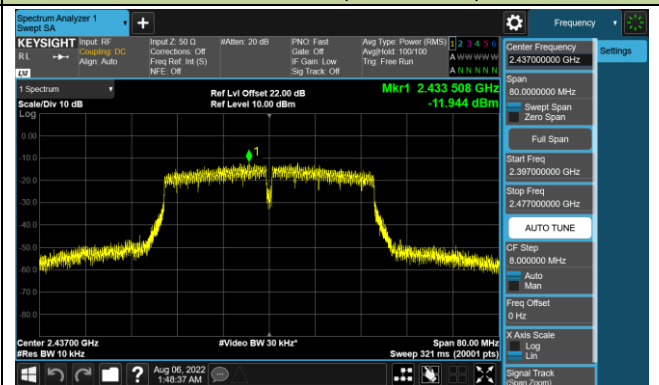 Spectrum Analyzer 1
Swept SA
Frequency
KEYSIGHT
RL
LXI
Input: RF
Coupling: DC
Align: Auto
Input Z: 50 Ω
Corrections: Off
Freq Ref: Int (S)
NFE: Off
#Atten: 20 dB
PNO: Fast
Gate: Off
IF Gain: Low
Sig Track: Off
Avg Type: Power (RMS)
Avg|Hold: 100/100
Trig: Free Run
1 2 3 4 5 6
A W W W W W
A N N N N N
1 Spectrum
Scale/Div 10 dB
Log
Ref Lvl Offset 22.00 dB
Ref Level 10.00 dBm
Mkr1 2.433 508 GHz
-11.944 dBm
1
0.00
-10.0
-20.0
-30.0
-40.0
-50.0
-60.0
-70.0
-80.0
Center 2.43700 GHz
#Res BW 10 kHz
#Video BW 30 kHz*
Span 80.00 MHz
Sweep 321 ms (20001 pts)
Center Frequency
2.437000000 GHz
Settings
Span
80.0000000 MHz
Swept Span
Zero Span
Full Span
Start Freq
2.397000000 GHz
Stop Freq
2.477000000 GHz
AUTO TUNE
CF Step
8.000000 MHz
Auto
Man
Freq Offset
0 Hz
X Axis Scale
Log
Lin
Signal Track
(Span Zoom)
Aug 06, 2022
1:48:37 AM